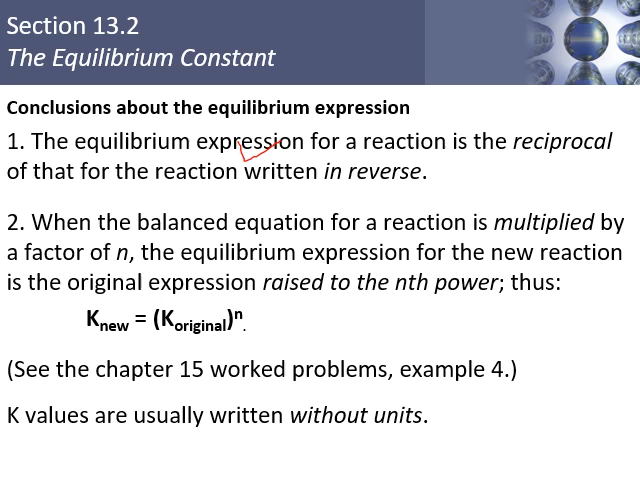 Section 13.2
The Equilibrium Constant
Conclusions about the equilibrium expression
1. The equilibrium expression for a reaction is the reciprocal
of that for the reaction written in reverse.
2. When the balanced equation for a reaction is multiplied by
a factor of n, the equilibrium expression for the new reaction
is the original expression raised to the nth power; thus:
Knew = (Koriginal)n.
(See the chapter 15 worked problems, example 4.)
K values are usually written without units.